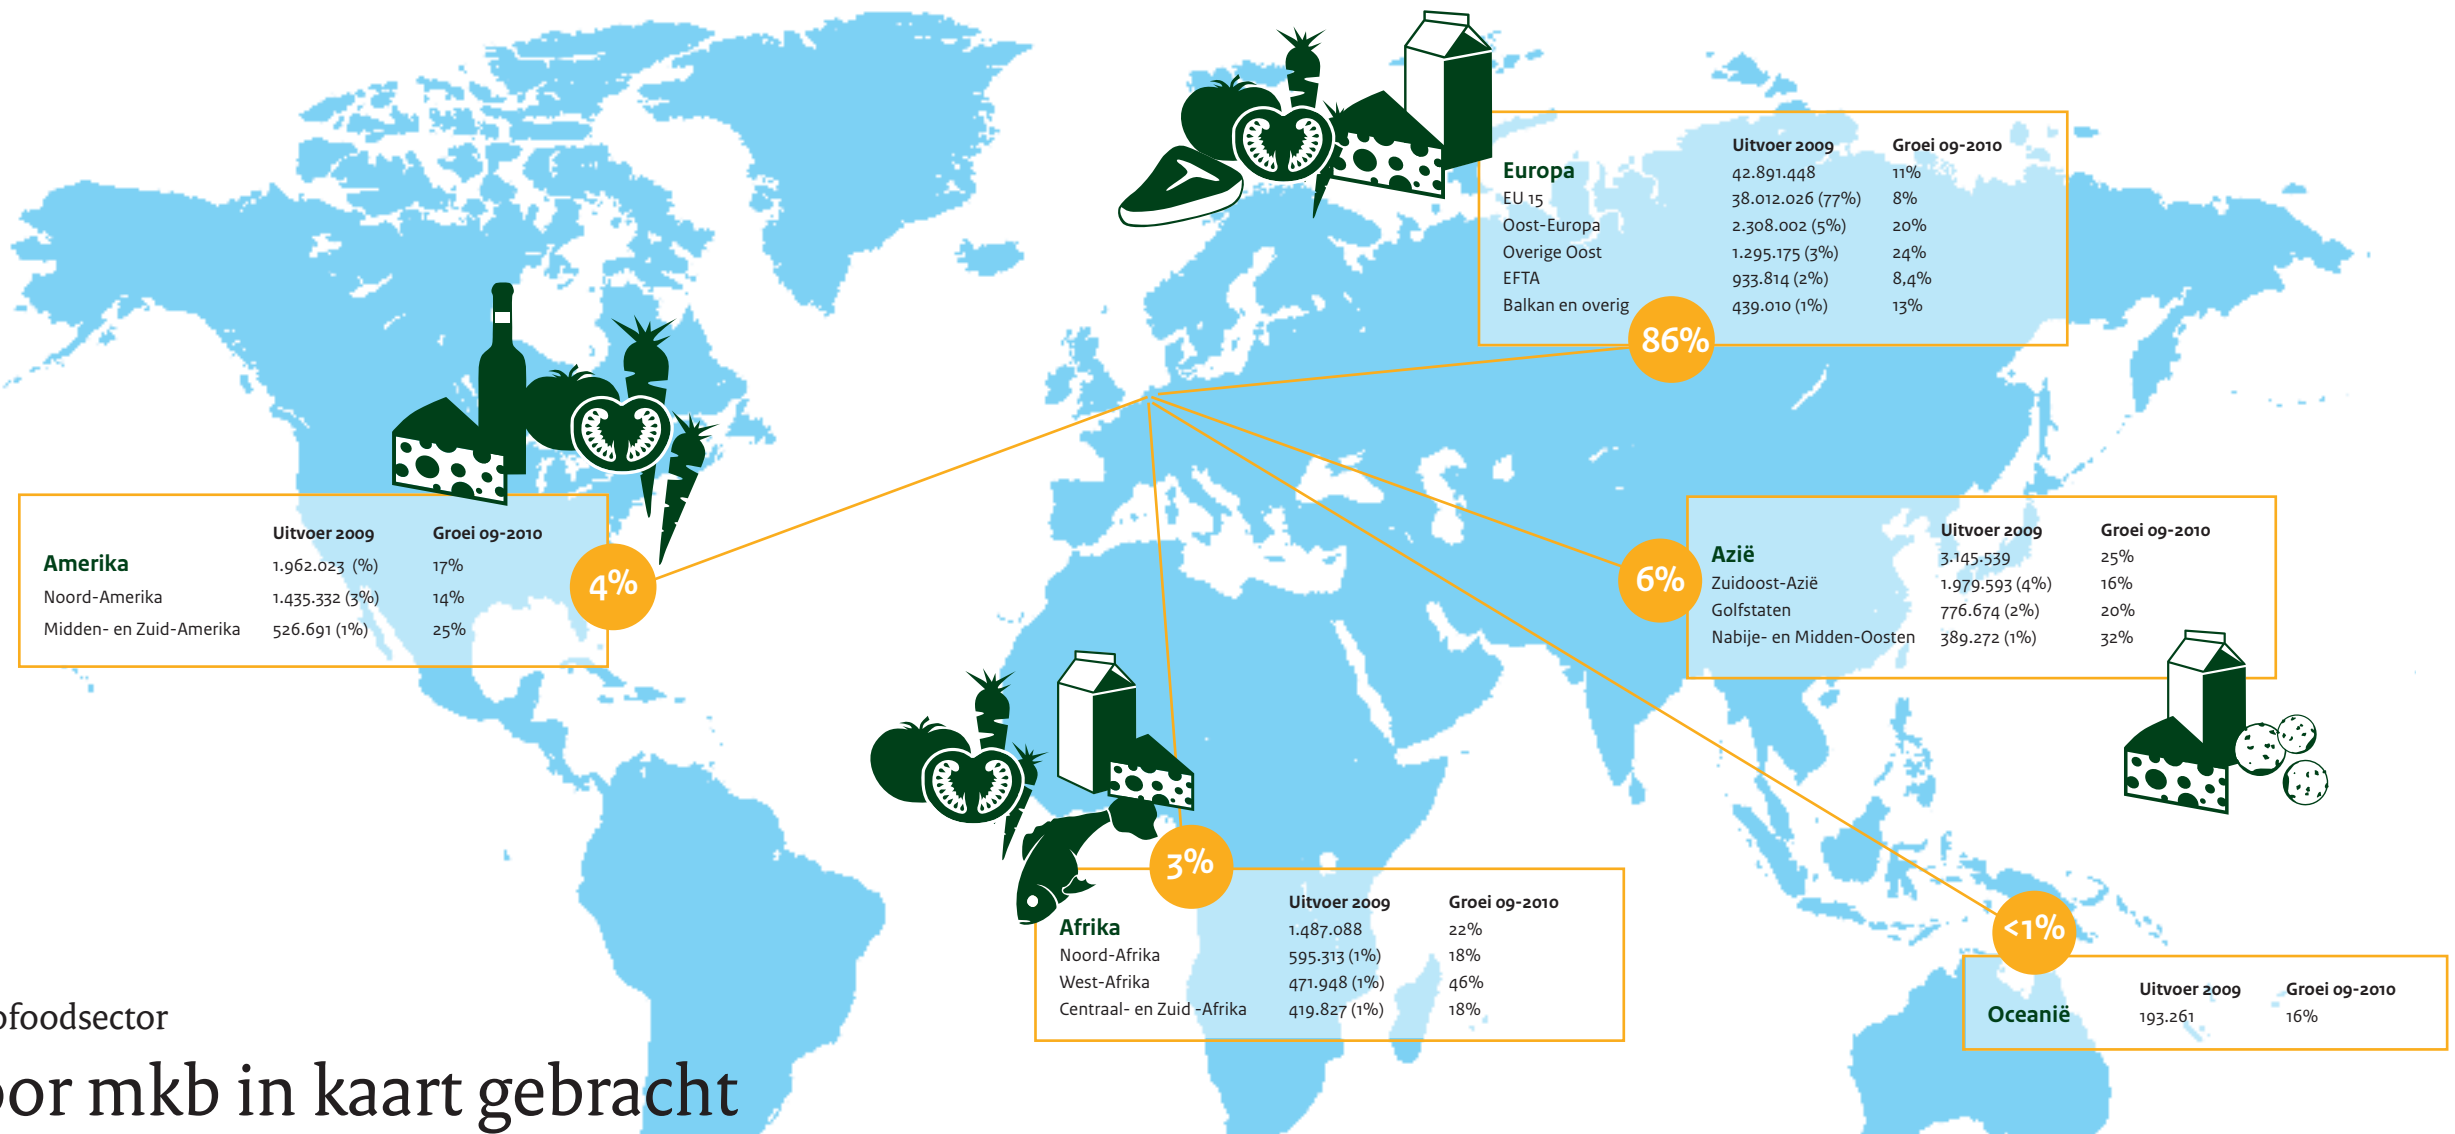 Uitvoer 2009 Groei 09-2010
Europa 42.891.448 11%
EU 15 38.012.026 (77%) 8%
Oost-Europa 2.308.002 (5%) 20%
Overige Oost 1.295.175 (3%) 24%
EFTA 933.814 (2%) 8,4%
Balkan en overig 439.010 (1%) 13%
86%
Uitvoer 2009 Groei 09-2010
Amerika 1.962.023 (%) 17%
Noord-Amerika 1.435.332 (3%) 14%
Midden- en Zuid-Amerika 526.691 (1%) 25%
4%
Uitvoer 2009 Groei 09-2010
Azië 3.145.539 25%
Zuidoost-Azië 1.979.593 (4%) 16%
Golfstaten 776.674 (2%) 20%
Nabije- en Midden-Oosten 389.272 (1%) 32%
6%
3%
Uitvoer 2009 Groei 09-2010
Afrika 1.487.088 22%
Noord-Afrika 595.313 (1%) 18%
West-Afrika 471.948 (1%) 46%
Centraal- en Zuid -Afrika 419.827 (1%) 18%
<1%
Uitvoer 2009 Groei 09-2010
Oceanië 193.261 16%
ofoodsector
oor mkb in kaart gebracht